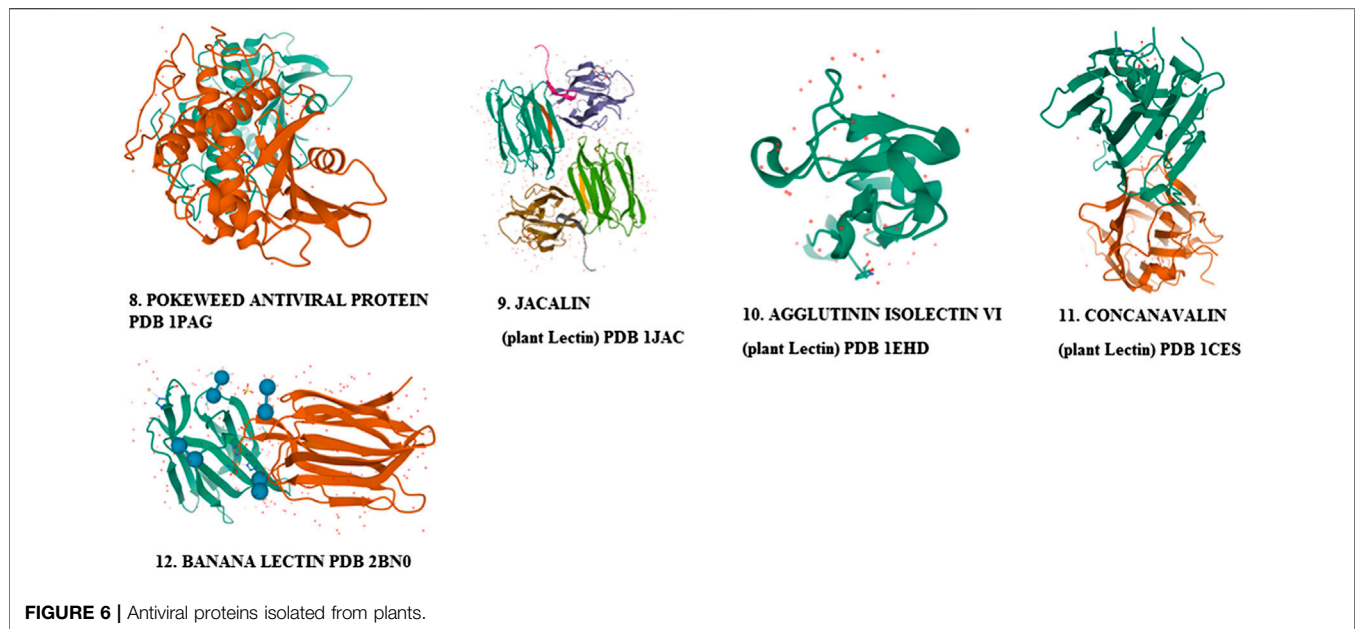 8. POKEWEED ANTIVIRAL PROTEIN
PDB 1PAG
9. JACALIN
(plant Lectin) PDB 1JAC
10. AGGLUTININ ISOLECTIN VI
(plant Lectin) PDB 1EHD
11. CONCANAVALIN
(plant Lectin) PDB 1CES
12. BANANA LECTIN PDB 2BN0
FIGURE 6 | Antiviral proteins isolated from plants.